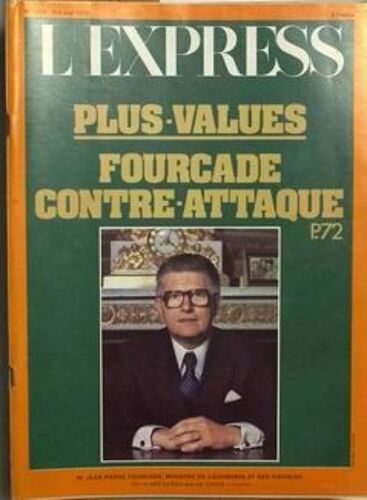 L'EXPRESS
PLUS-VALUES
FOURCADE
CONTRE-ATTAQUE
P.72
M. JEAN-PIERRE FOURCADE, MINISTRE DE L'ÉCONOMIE ET DES FINANCES